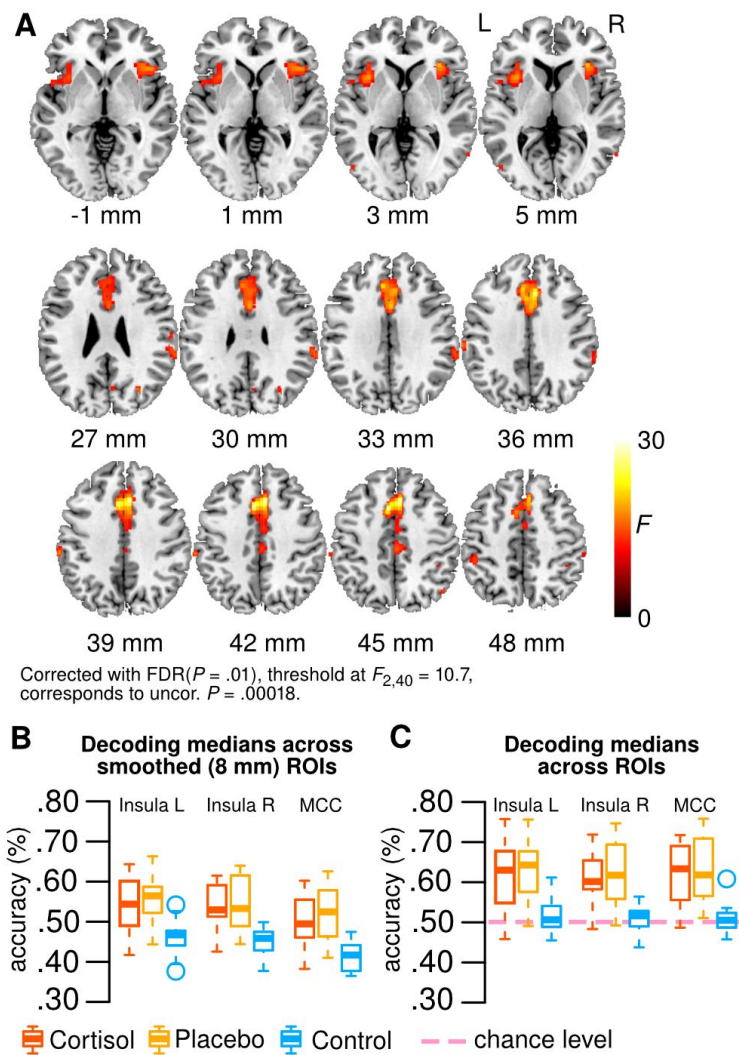 A
L R
-1 mm 1 mm 3 mm 5 mm
27 mm 30 mm 33 mm 36 mm
30
F
0
39 mm 42 mm 45 mm 48 mm
Corrected with FDR(P = .01), threshold at F2,40 = 10.7,
corresponds to uncor. P = .00018.
B Decoding medians across
smoothed (8 mm) ROIs
accuracy (%)
.80
.70
.60
.50
.40
.30
Insula L Insula R MCC
C Decoding medians
across ROIs
accuracy (%)
.80
.70
.60
.50
.40
.30
Insula L Insula R MCC
Cortisol Placebo Control chance level